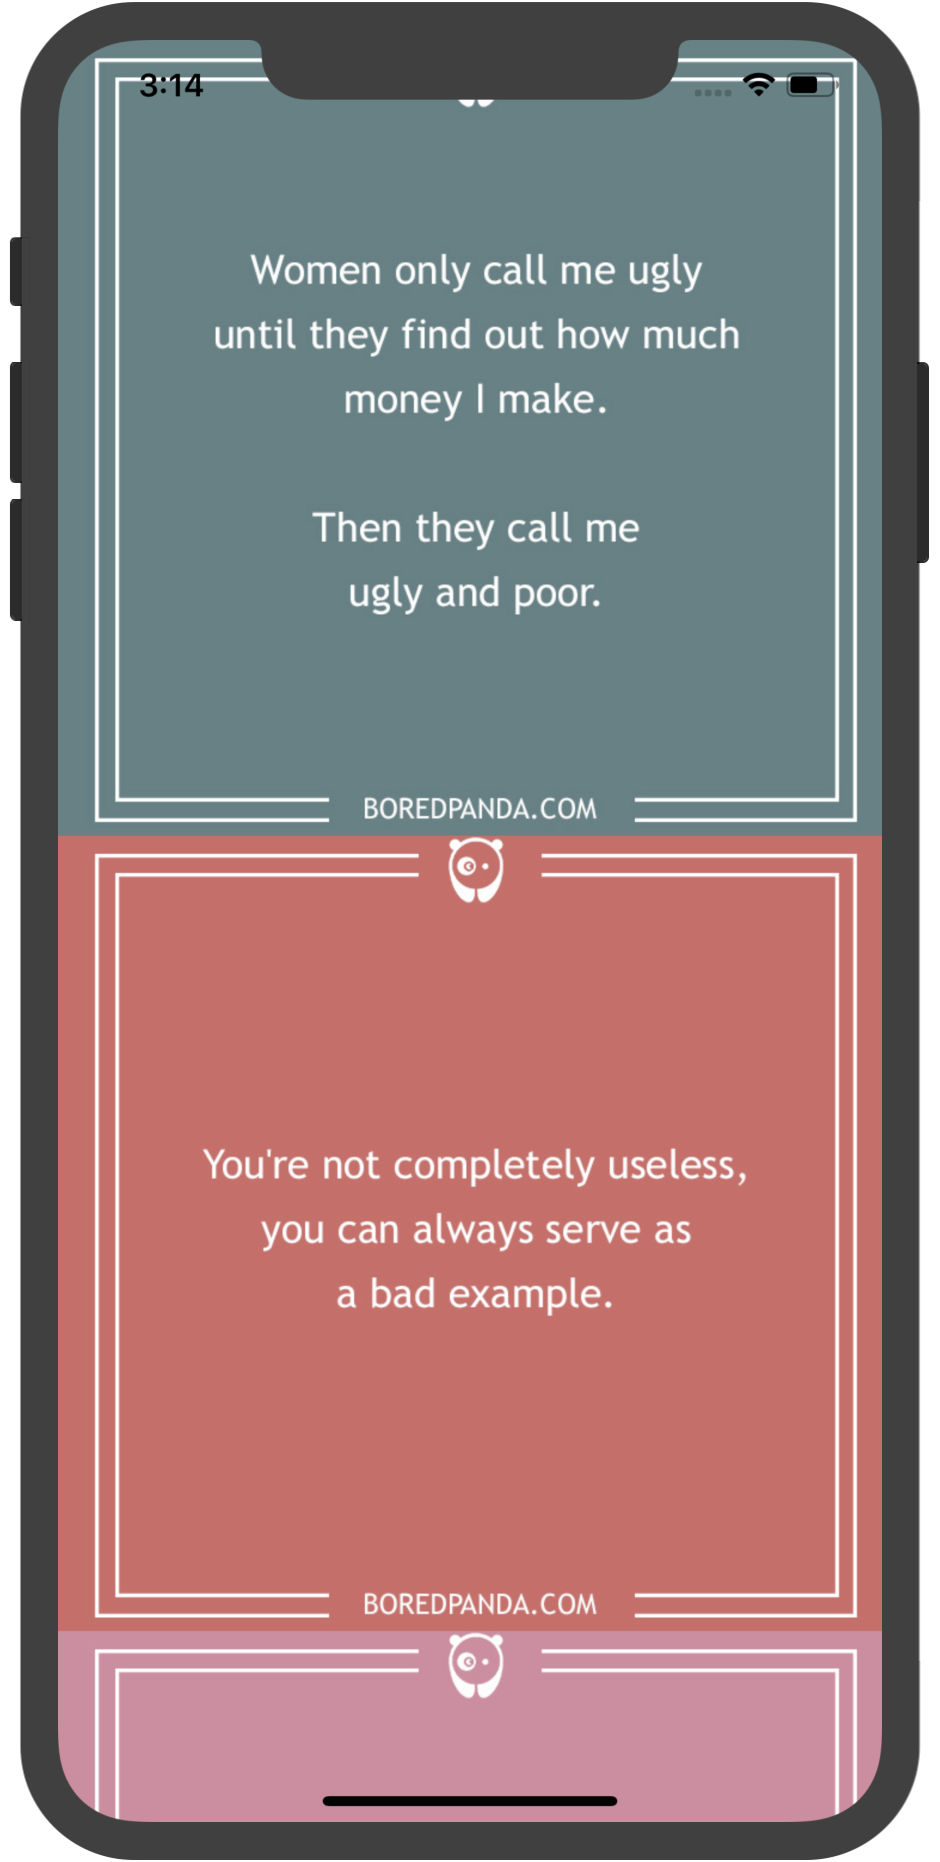 3:14
Women only call me ugly
until they find out how much
money I make.
Then they call me
ugly and poor.
BOREDPANDA.COM
You're not completely useless,
you can always serve as
a bad example.
BOREDPANDA.COM